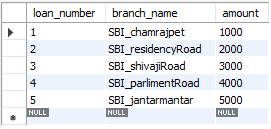 loan_number branch_name amount
1 SBI_chamrajpet 1000
2 SBI_residencyRoad 2000
3 SBI_shivajiRoad 3000
4 SBI_parlimentRoad 4000
5 SBI_jantarmantar 5000
NULL NULL NULL